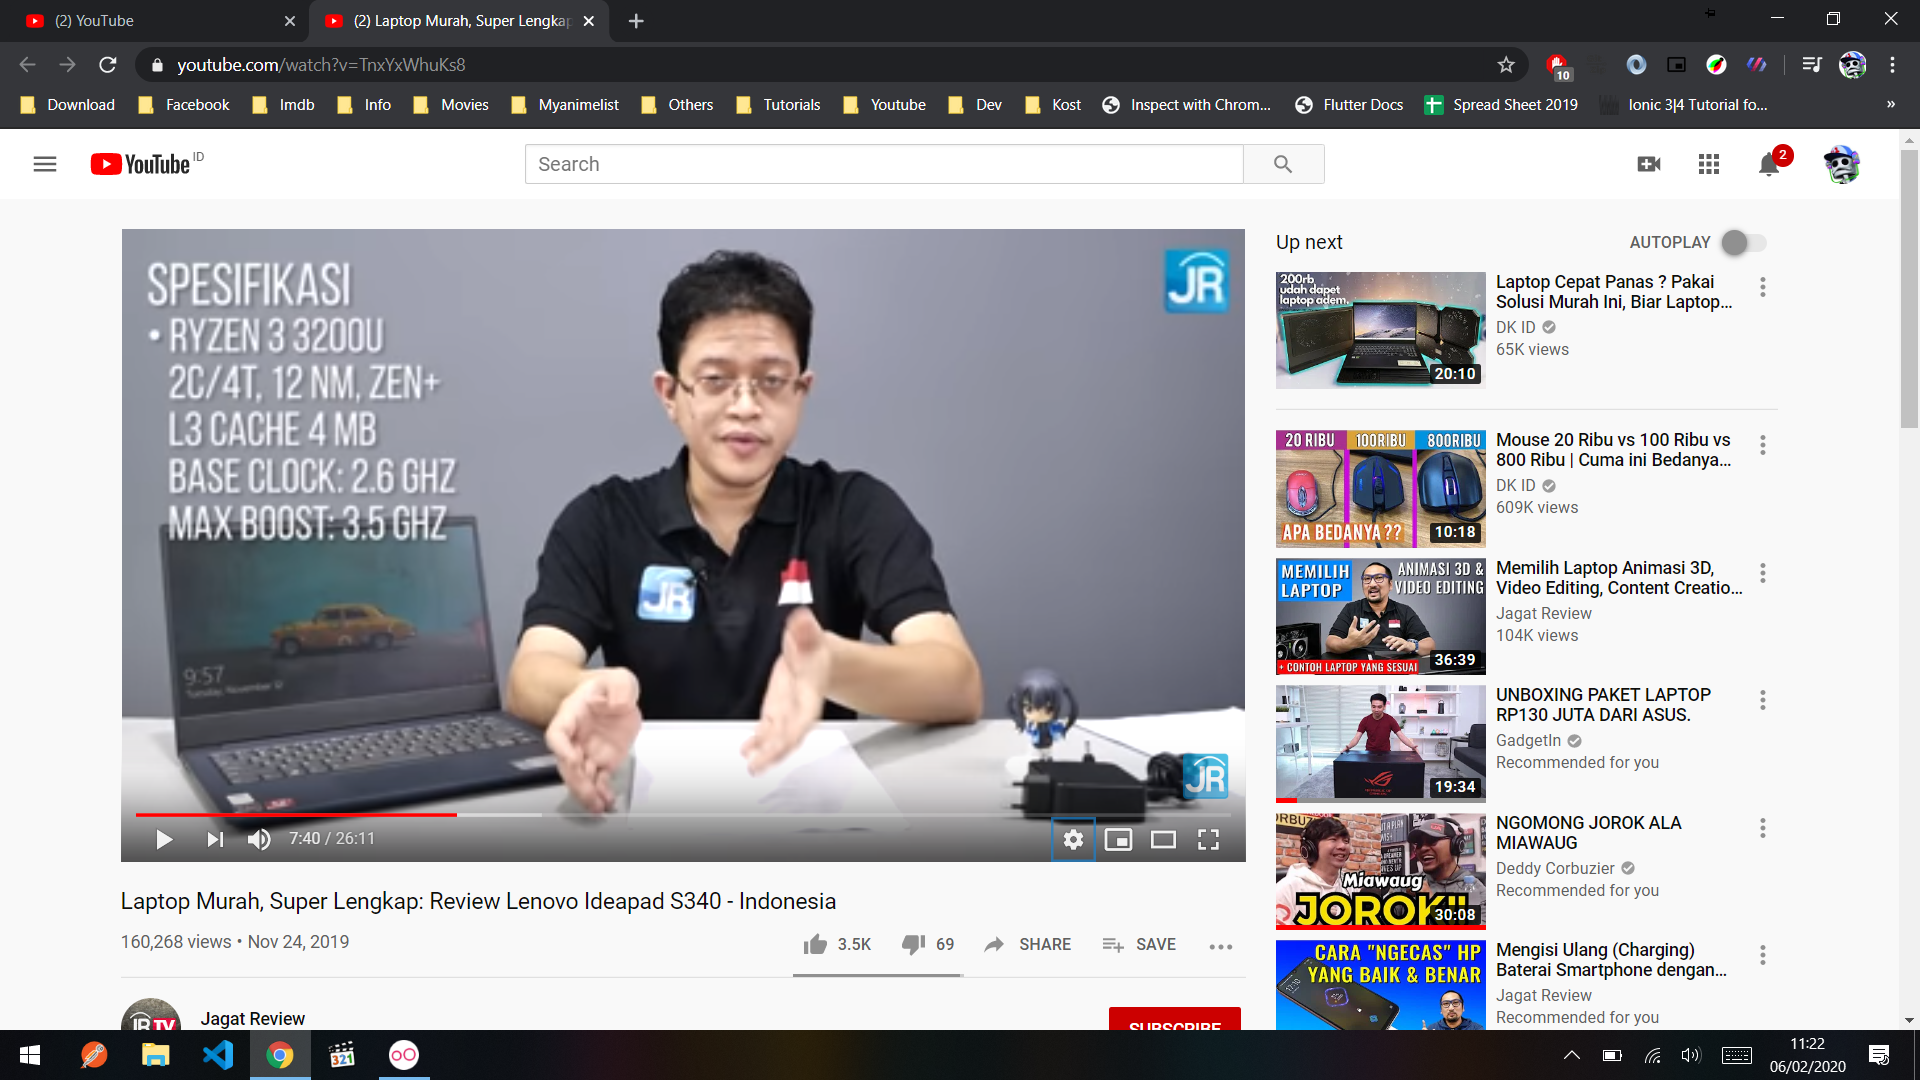 (2) YouTube
(2) Laptop Murah, Super Lengkap
youtube.com/watch?v=TnxYxWhuKs8
10
Download
Facebook
Imdb
Info
Movies
Myanimelist
Others
Tutorials
Youtube
Dev
Kost
Inspect with Chrom...
Flutter Docs
Spread Sheet 2019
Ionic 3|4 Tutorial fo...
»
YouTube ID
Search
2
SPESIFIKASI
• RYZEN 3 3200U
2C/4T, 12 NM, ZEN+
L3 CACHE 4 MB
BASE CLOCK: 2.6 GHZ
MAX BOOST: 3.5 GHZ
JR
JR
9:57
JR
7:40 / 26:11
Laptop Murah, Super Lengkap: Review Lenovo Ideapad S340 - Indonesia
160,268 views • Nov 24, 2019
3.5K
69
SHARE
SAVE
JR TV
Jagat Review
SUBSCRIBE
Up next
AUTOPLAY
200rb
udah dapet
laptop adem.
20:10
Laptop Cepat Panas ? Pakai
Solusi Murah Ini, Biar Laptop...
DK ID
65K views
20 RIBU
100RIBU
800RIBU
APA BEDANYA ??
10:18
Mouse 20 Ribu vs 100 Ribu vs
800 Ribu | Cuma ini Bedanya...
DK ID
609K views
MEMILIH
LAPTOP
ANIMASI 3D &
VIDEO EDITING
+ CONTOH LAPTOP YANG SESUAI
36:39
Memilih Laptop Animasi 3D,
Video Editing, Content Creatio...
Jagat Review
104K views
19:34
UNBOXING PAKET LAPTOP
RP130 JUTA DARI ASUS.
GadgetIn
Recommended for you
Miawaug
JOROK!!
30:08
NGOMONG JOROK ALA
MIAWAUG
Deddy Corbuzier
Recommended for you
CARA "NGECAS" HP
YANG BAIK & BENAR
Mengisi Ulang (Charging)
Baterai Smartphone dengan...
Jagat Review
Recommended for you
321
11:22
06/02/2020